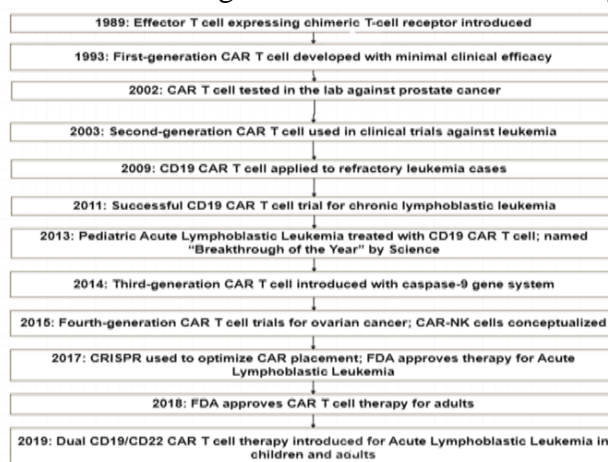 1989: Effector T cell expressing chimeric T-cell receptor introduced
1993: First-generation CAR T cell developed with minimal clinical efficacy
2002: CAR T cell tested in the lab against prostate cancer
2003: Second-generation CAR T cell used in clinical trials against leukemia
2009: CD19 CAR T cell applied to refractory leukemia cases
2011: Successful CD19 CAR T cell trial for chronic lymphoblastic leukemia
2013: Pediatric Acute Lymphoblastic Leukemia treated with CD19 CAR T cell; named
“Breakthrough of the Year” by Science
2014: Third-generation CAR T cell introduced with caspase-9 gene system
2015: Fourth-generation CAR T cell trials for ovarian cancer; CAR-NK cells conceptualized
2017: CRISPR used to optimize CAR placement; FDA approves therapy for Acute
Lymphoblastic Leukemia
2018: FDA approves CAR T cell therapy for adults
2019: Dual CD19/CD22 CAR T cell therapy introduced for Acute Lymphoblastic Leukemia in
children and adults